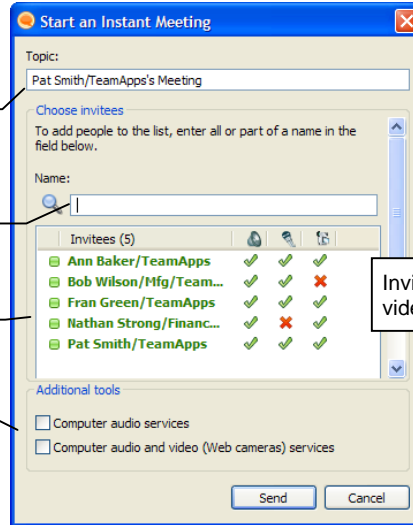 Start an Instant Meeting
Topic:
Pat Smith/TeamApps's Meeting
Choose invitees
To add people to the list, enter all or part of a name in the
field below.
Name:
Invitees (5)
Ann Baker/TeamApps
Bob Wilson/Mfg/Team...
Fran Green/TeamApps
Nathan Strong/Financ...
Pat Smith/TeamApps
Additional tools
Computer audio services
Computer audio and video (Web cameras) services
Send Cancel